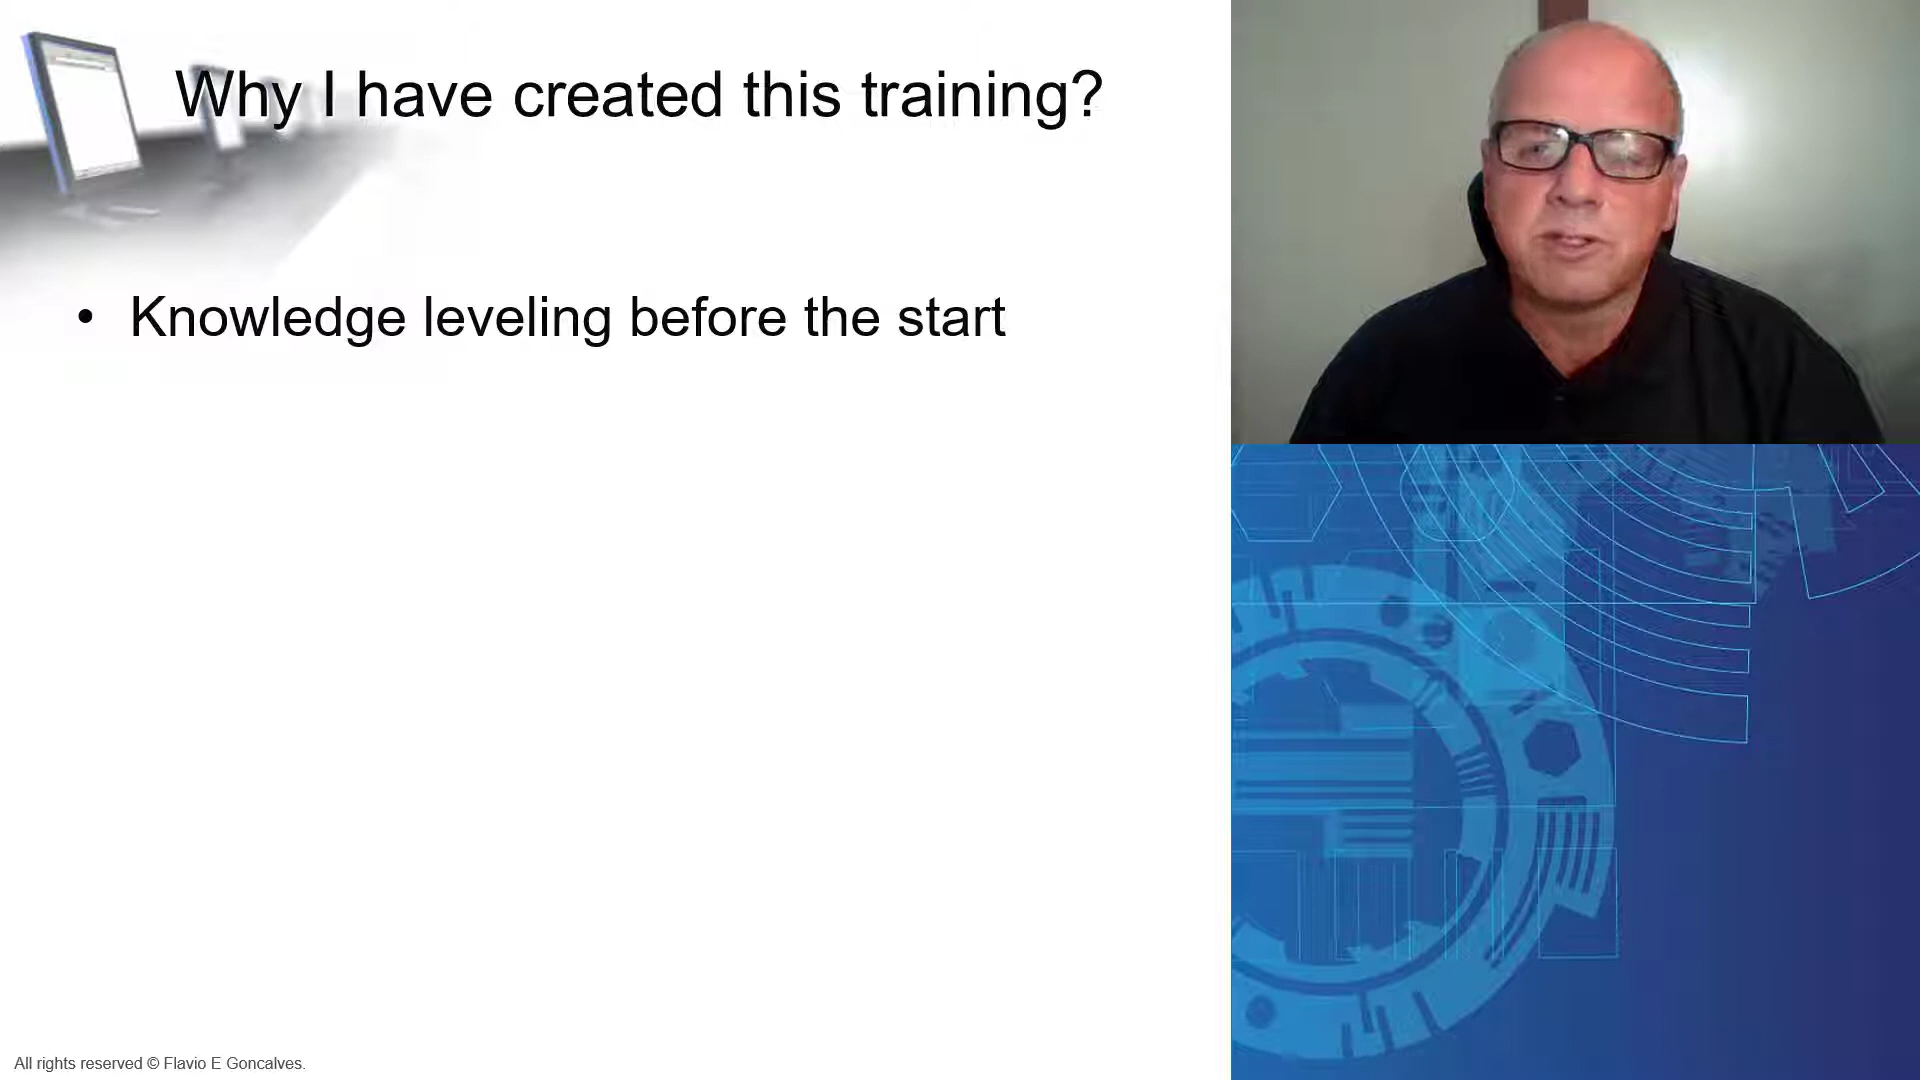 Why I have created this training?
• Knowledge leveling before the start
All rights reserved © Flavio E Goncalves.